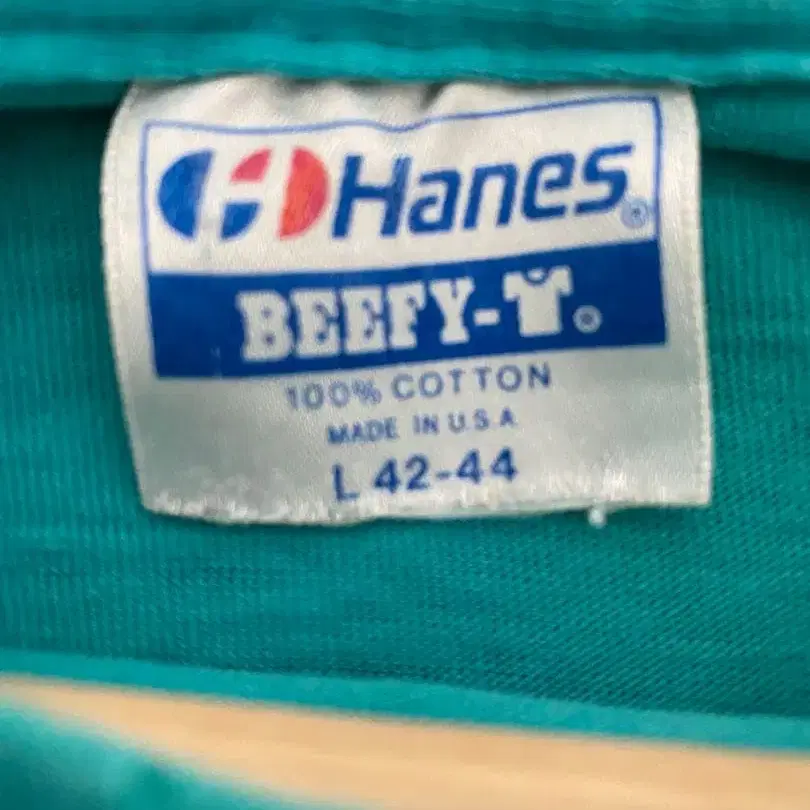 Hanes®
BEEFY-T®
100% COTTON
MADE IN U.S.A
L 42-44